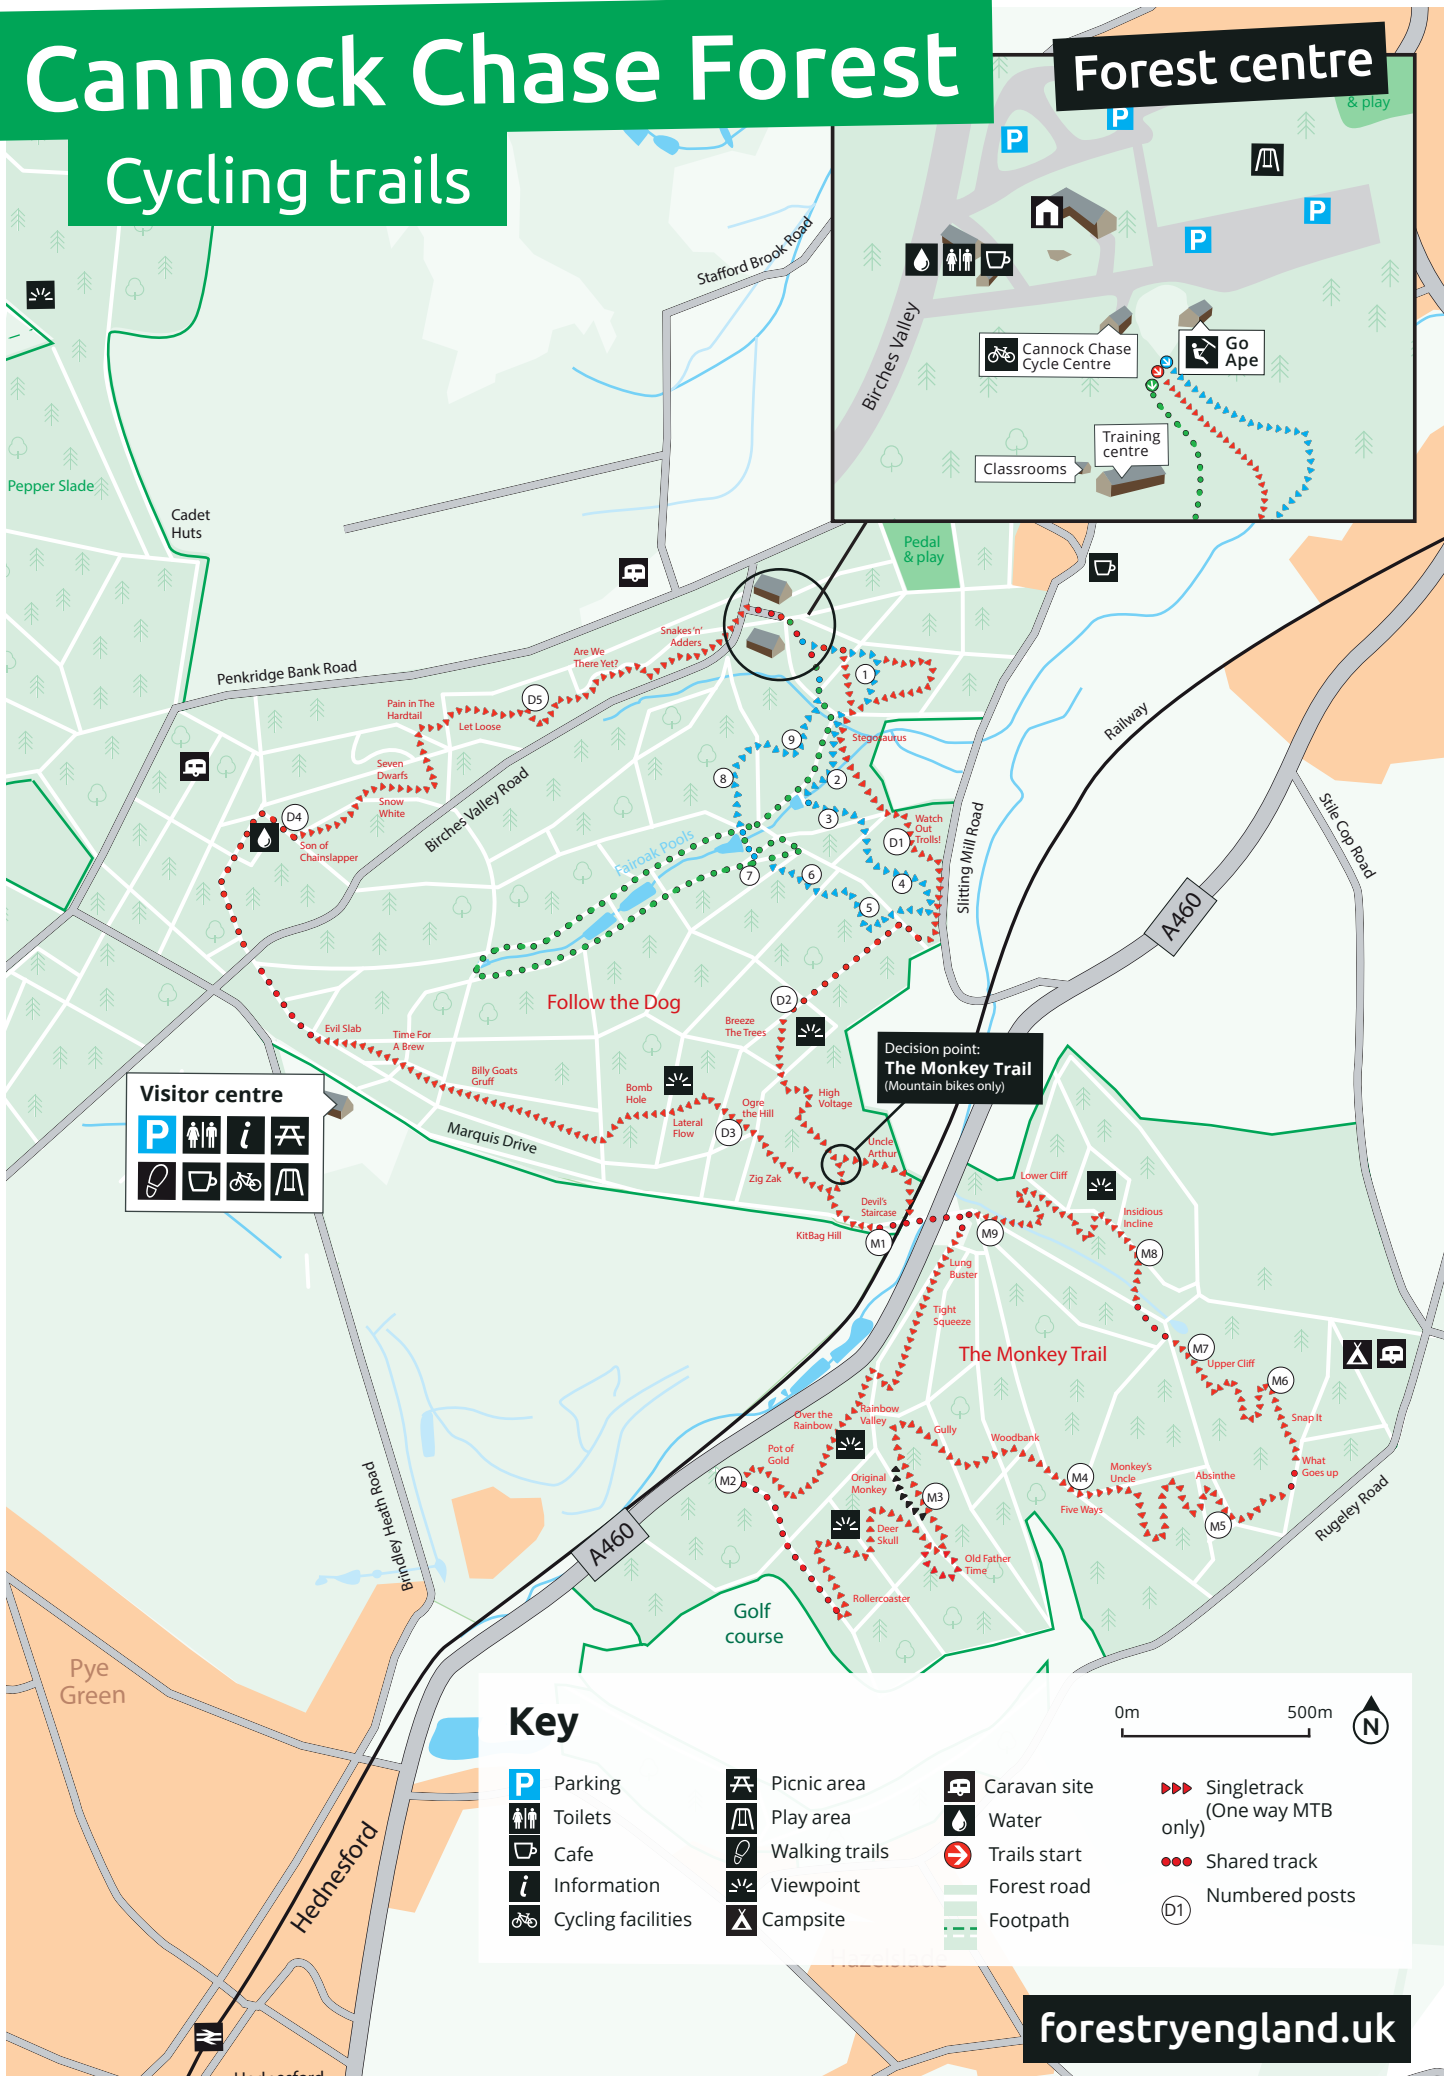 Cannock Chase Forest
Cycling trails
Forest centre
& play
P
P
P
P
Birches Valley
Cannock Chase
Cycle Centre
Go
Ape
Training
centre
Classrooms
Stafford Brook Road
Pepper Slade
Cadet
Huts
Pedal
& play
Penkridge Bank Road
Snakes 'n'
Adders
Are We
There Yet?
D5
Pain in The
Hardtail
Let Loose
Seven
Dwarfs
Snow
White
D4
Son of
Chainslapper
Birches Valley Road
1
Stegosaurus
9
8
2
3
Watch
Out
Trolls!
D1
4
5
6
7
Fairoak Pools
Slitting Mill Road
Railway
Stile Cop Road
A460
Follow the Dog
D2
Breeze
The Trees
Evil Slab
Time For
A Brew
Billy Goats
Gruff
Bomb
Hole
Lateral
Flow
Ogre
the Hill
D3
High
Voltage
Zig Zak
Uncle
Arthur
Devil's
Staircase
KitBag Hill
M1
Decision point:
The Monkey Trail
(Mountain bikes only)
Visitor centre
P
i
Marquis Drive
Lower Cliff
Insidious
Incline
M9
M8
Lung
Buster
Tight
Squeeze
The Monkey Trail
M7
Upper Cliff
M6
Snap It
What
Goes up
Over the
Rainbow
Rainbow
Valley
Gully
Woodbank
Pot of
Gold
M2
Original
Monkey
M3
M4
Monkey's
Uncle
Absinthe
Five Ways
M5
Deer
Skull
Old Father
Time
Rollercoaster
Rugeley Road
Brindley Heath Road
A460
Golf
course
Pye
Green
Hednesford
Key
0m
500m
N
P Parking
Toilets
Cafe
i Information
Cycling facilities
Picnic area
Play area
Walking trails
Viewpoint
Campsite
Caravan site
Water
Trails start
Forest road
Footpath
Singletrack
(One way MTB
only)
Shared track
D1 Numbered posts
forestryengland.uk